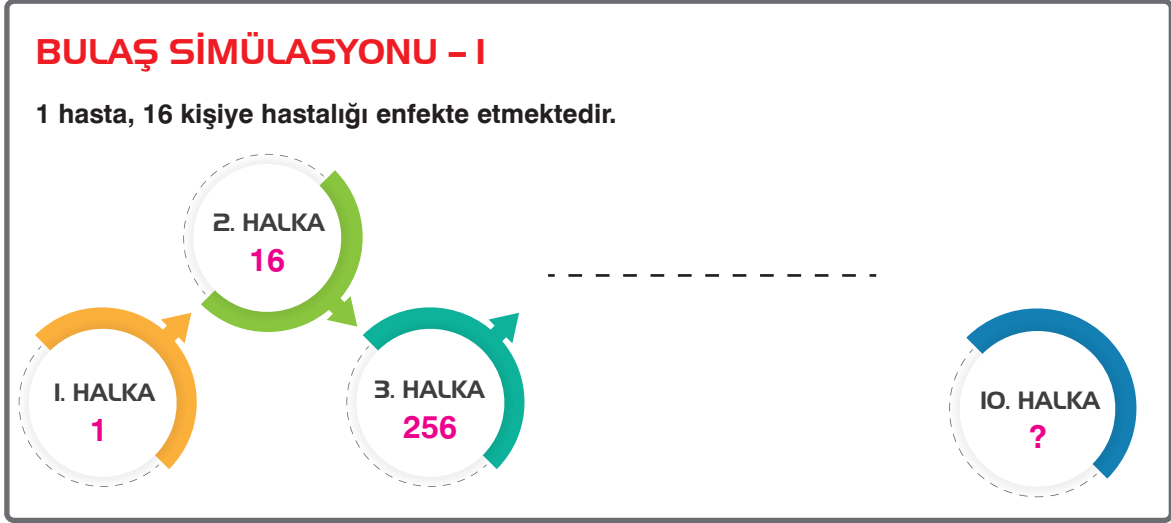 BULAŞ SİMÜLASYONU – I
1 hasta, 16 kişiye hastalığı enfekte etmektedir.
2. HALKA
16
I. HALKA
1
3. HALKA
256
IO. HALKA
?